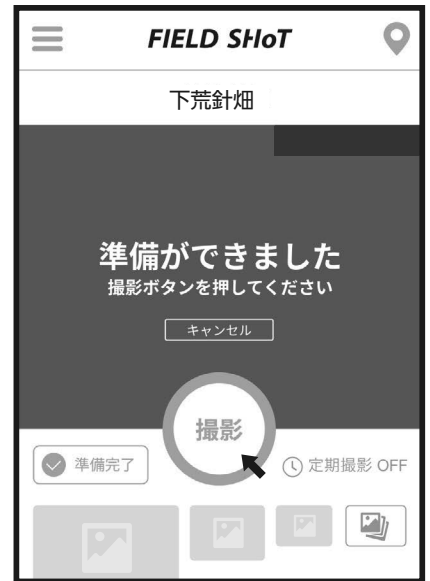 FIELD SHoT
下荒針畑
準備ができました
撮影ボタンを押してください
キャンセル
撮影
準備完了
定期撮影 OFF